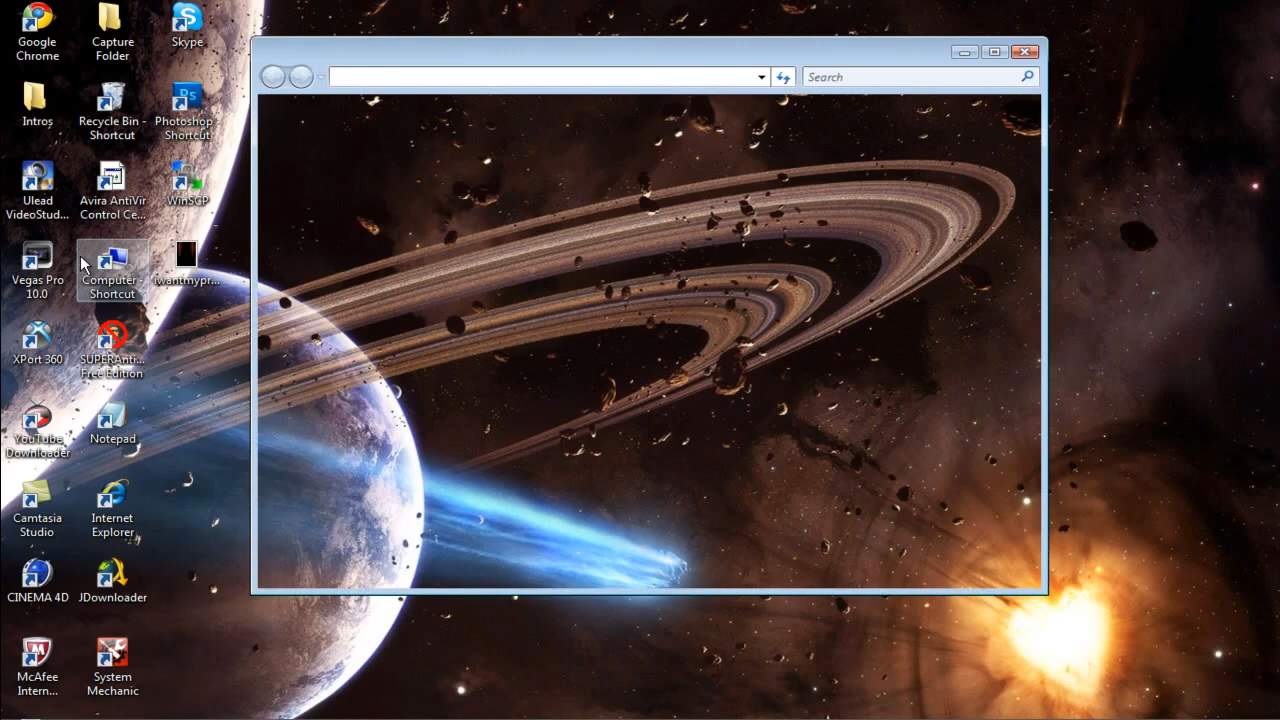 Google
Chrome
Capture
Folder
Skype
Intros
Recycle Bin -
Shortcut
Photoshop
Shortcut
Ulead
VideoStud...
Avira AntiVir
Control Ce...
WinSCP
Vegas Pro
10.0
Computer -
Shortcut
iwantmypr...
XPort 360
SUPERAnti...
Free Edition
YouTube
Downloader
Notepad
Camtasia
Studio
Internet
Explorer
CINEMA 4D
JDownloader
McAfee
Intern...
System
Mechanic
Search
Ps